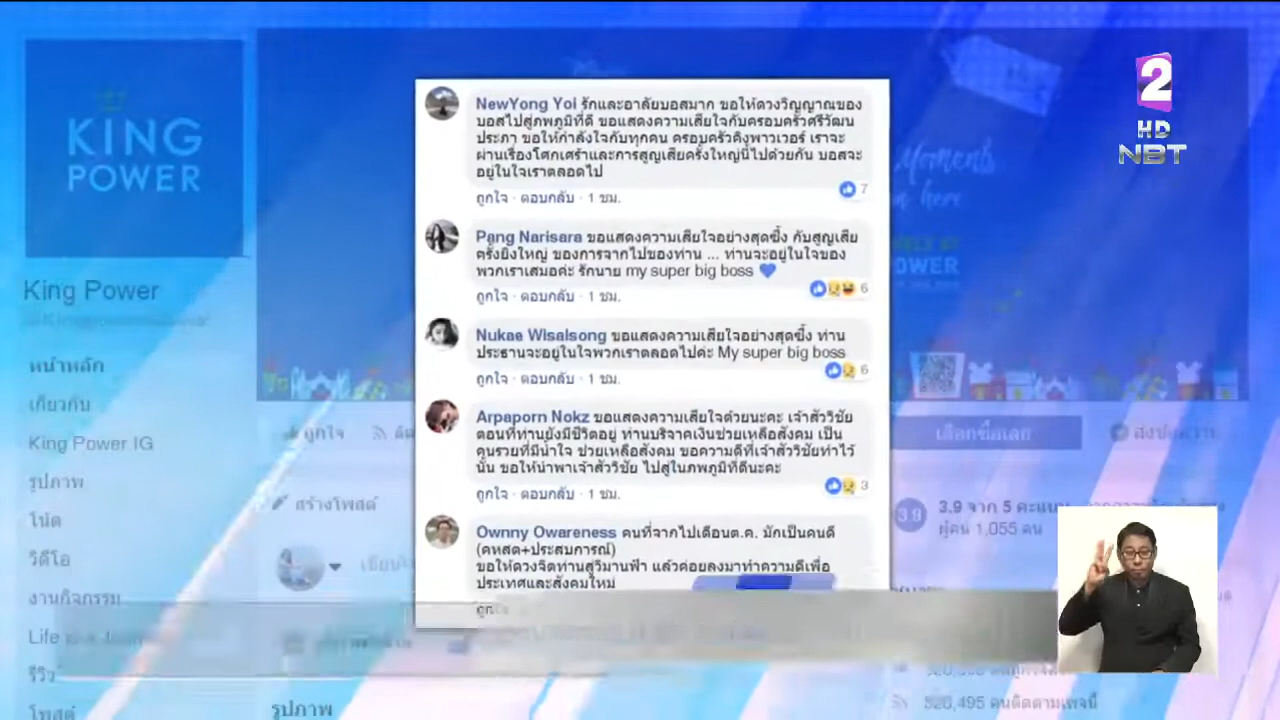 KING
POWER
King Power
หน้าหลัก
เกี่ยวกับ
King Power IG
รูปภาพ
โน้ต
วิดีโอ
งานกิจกรรม
รีวิว
โพสต์
ถูกใจ
สร้างโพสต์
รูปภาพ
NewYong Yoi รักและอาลัยบอสมาก ขอให้ดวงวิญญาณของ
บอสไปสู่ภพภูมิที่ดี ขอแสดงความเสียใจกับครอบครัวศรีวัฒน
ประภา ขอให้กำลังใจกับทุกคน ครอบครัวคิงพาวเวอร์ เราจะ
ผ่านเรื่องโศกเศร้าและการสูญเสียครั้งใหญ่นี้ไปด้วยกัน บอสจะ
อยู่ในใจเราตลอดไป
ถูกใจ · ตอบกลับ · 1 ชม.
7
Pang Narisara ขอแสดงความเสียใจอย่างสุดซึ้ง กับสูญเสีย
ครั้งยิ่งใหญ่ ของการจากไปของท่าน ... ท่านจะอยู่ในใจของ
พวกเราเสมอค่ะ รักนาย my super big boss 💙
ถูกใจ · ตอบกลับ · 1 ชม.
6
Nukae Wisaisong ขอแสดงความเสียใจอย่างสุดซึ้ง ท่าน
ประธานจะอยู่ในใจพวกเราตลอดไปค่ะ My super big boss
ถูกใจ · ตอบกลับ · 1 ชม.
6
Arpaporn Nokz ขอแสดงความเสียใจด้วยนะคะ เจ้าสัววิชัย
ตอนที่ท่านยังมีชีวิตอยู่ ท่านบริจาคเงินช่วยเหลือสังคม เป็น
คนรวยที่มีน้ำใจ ช่วยเหลือสังคม ขอความดีที่เจ้าสัววิชัยทำไว้
นั้น ขอให้นำพาเจ้าสัววิชัย ไปสู่ในภพภูมิที่ดีนะคะ
ถูกใจ · ตอบกลับ · 1 ชม.
3
Ownny Owareness คนที่จากไปเดือนต.ค. มักเป็นคนดี
(คหสต+ประสบการณ์)
ขอให้ดวงจิตท่านสู่วิมานฟ้า แล้วค่อยลงมาทำความดีเพื่อ
ประเทศและสังคมใหม่
2
HD
NBT
Moments
here
OWER
เลือกซื้อเลย
3.9
3.9 จาก 5 คะแนน
ผู้คน 1,055 คน
520,495 คนติดตามเพจนี้